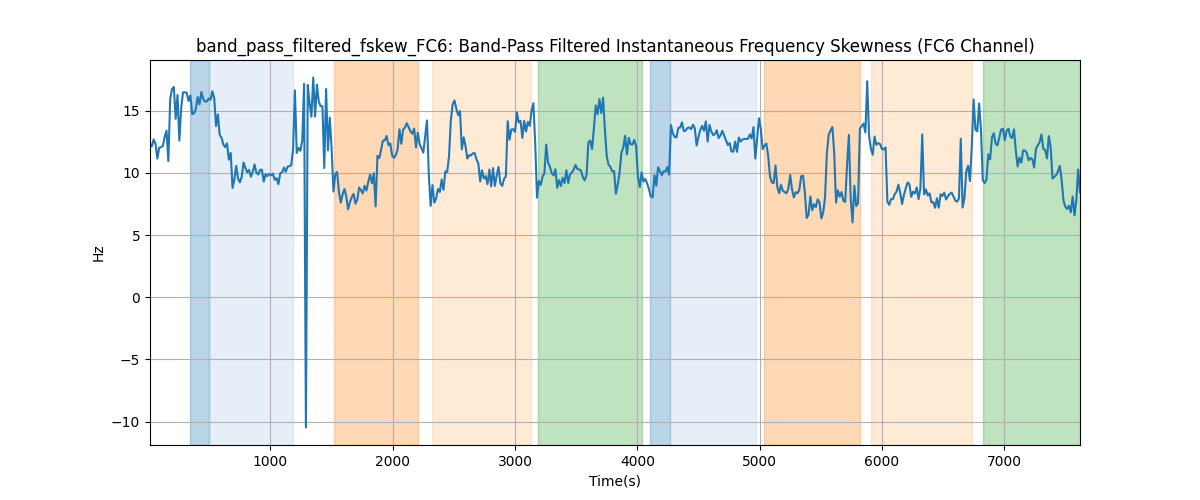 band_pass_filtered_fskew_FC6: Band-Pass Filtered Instantaneous Frequency Skewness (FC6 Channel)
Hz
15
10
5
0
−5
−10
1000 2000 3000 4000 5000 6000 7000
Time(s)